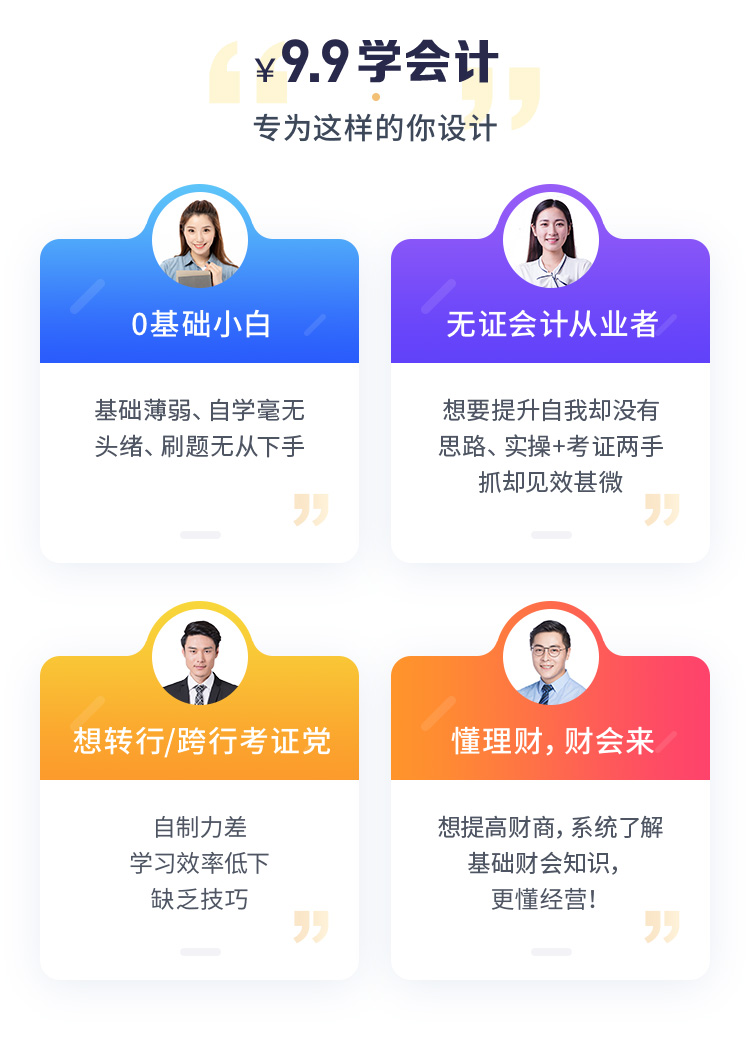 ¥9.9学会计
专为这样的你设计
0基础小白
基础薄弱、自学毫无
头绪、刷题无从下手
无证会计从业者
想要提升自我却没有
思路、实操+考证两手
抓却见效甚微
想转行/跨行考证党
自制力差
学习效率低下
缺乏技巧
懂理财，财会来
想提高财商，系统了解
基础财会知识，
更懂经营！